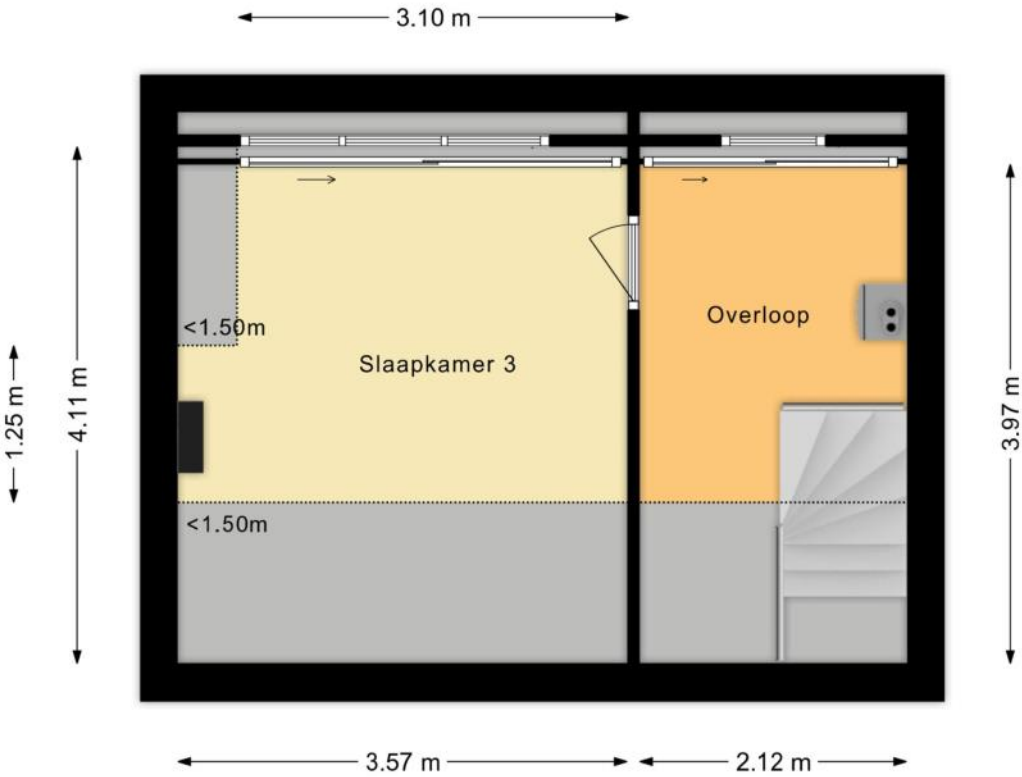 3.10 m
<1.50m
Slaapkamer 3
Overloop
1.25 m
4.11 m
3.97 m
<1.50m
3.57 m
2.12 m